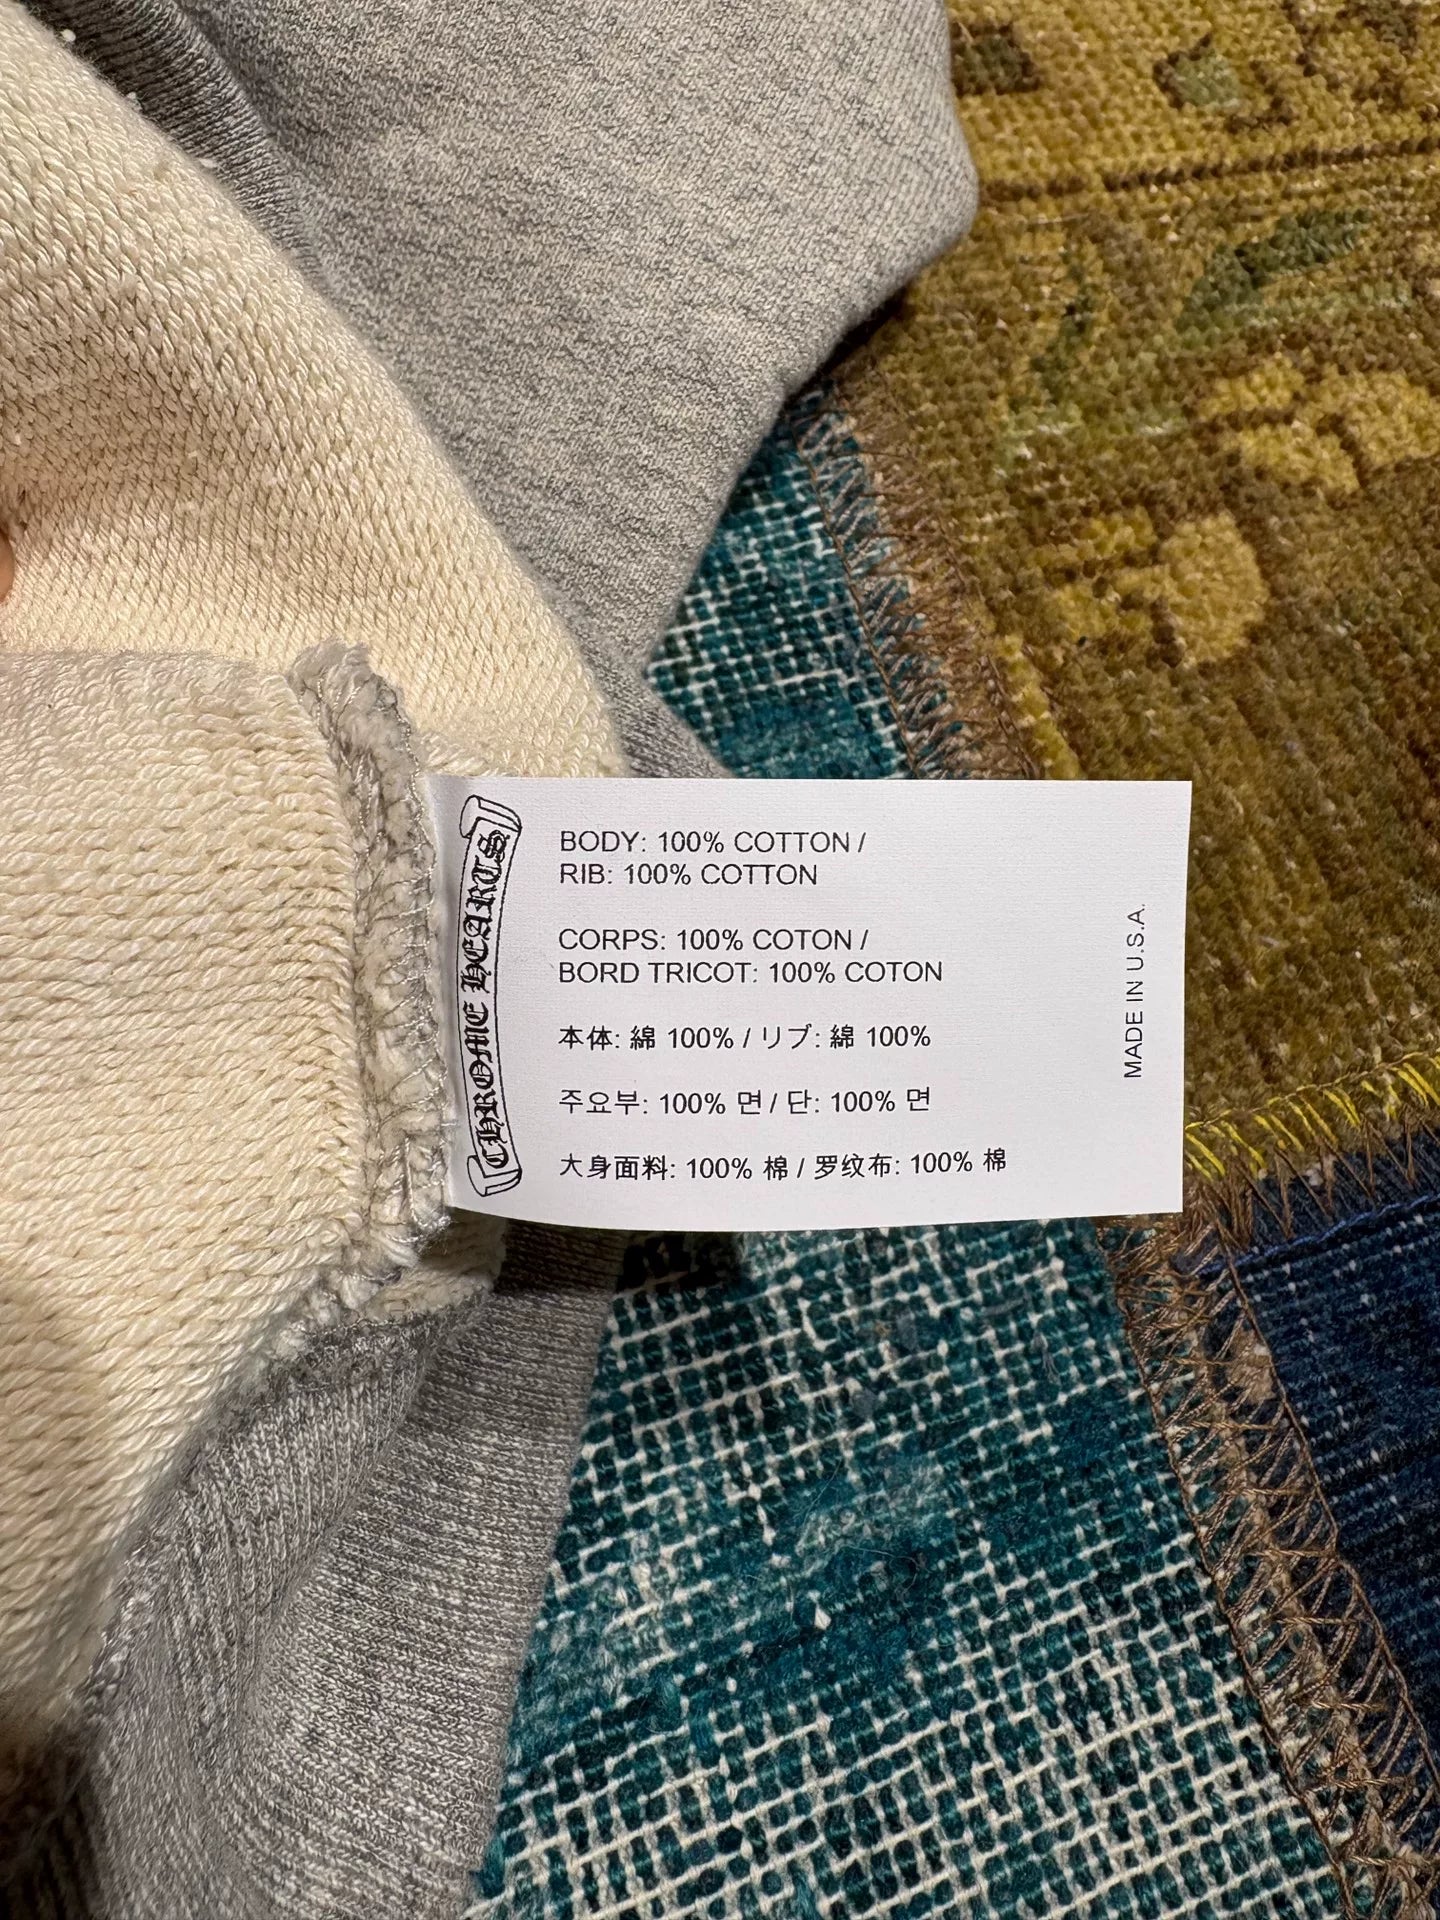 CHROME HEARTS
BODY: 100% COTTON /
RIB: 100% COTTON
CORPS: 100% COTON /
BORD TRICOT: 100% COTON
本体: 綿 100% / リブ: 綿 100%
주요부: 100% 면 / 단: 100% 면
大身面料: 100% 棉 / 罗纹布: 100% 棉
MADE IN U.S.A.